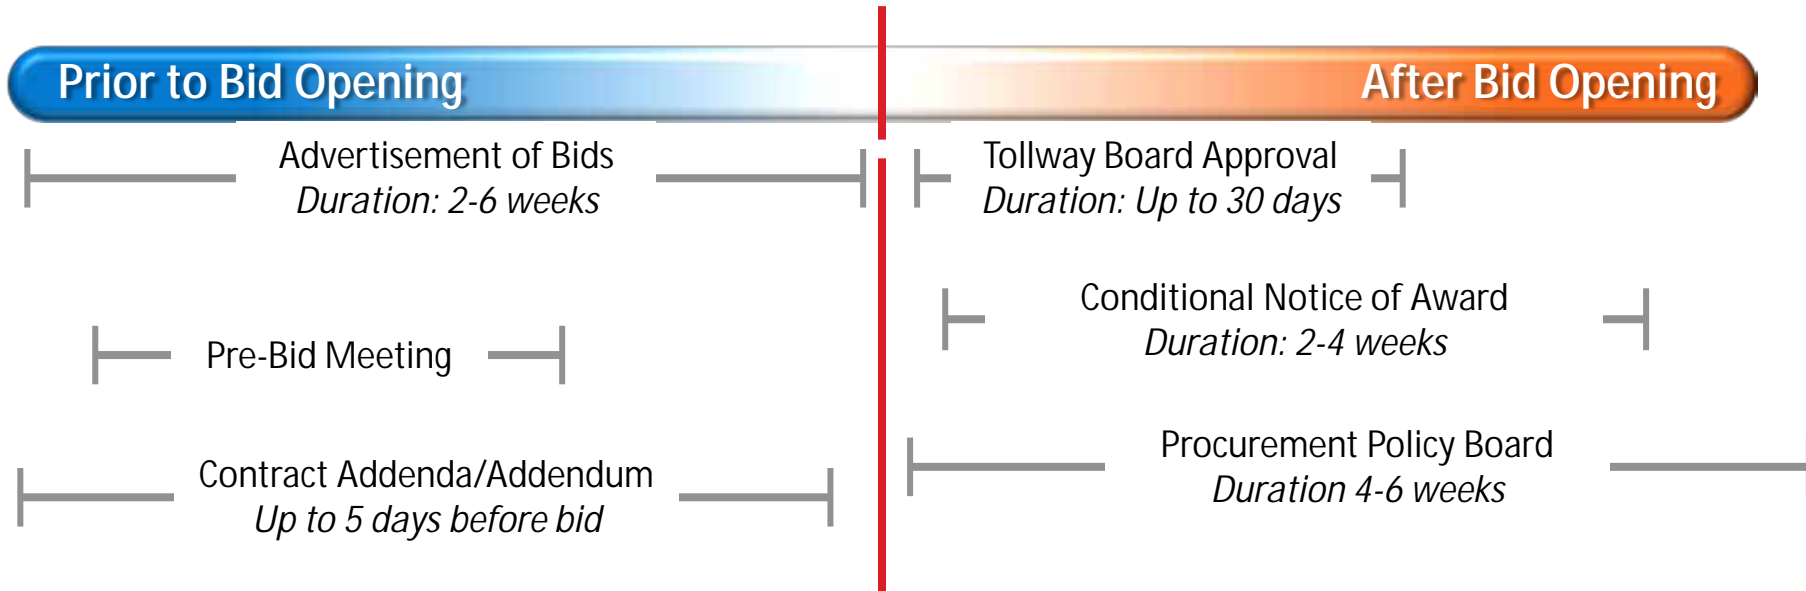 Prior to Bid Opening
After Bid Opening
Advertisement of Bids
Duration: 2-6 weeks
Pre-Bid Meeting
Contract Addenda/Addendum
Up to 5 days before bid
Tollway Board Approval
Duration: Up to 30 days
Conditional Notice of Award
Duration: 2-4 weeks
Procurement Policy Board
Duration 4-6 weeks